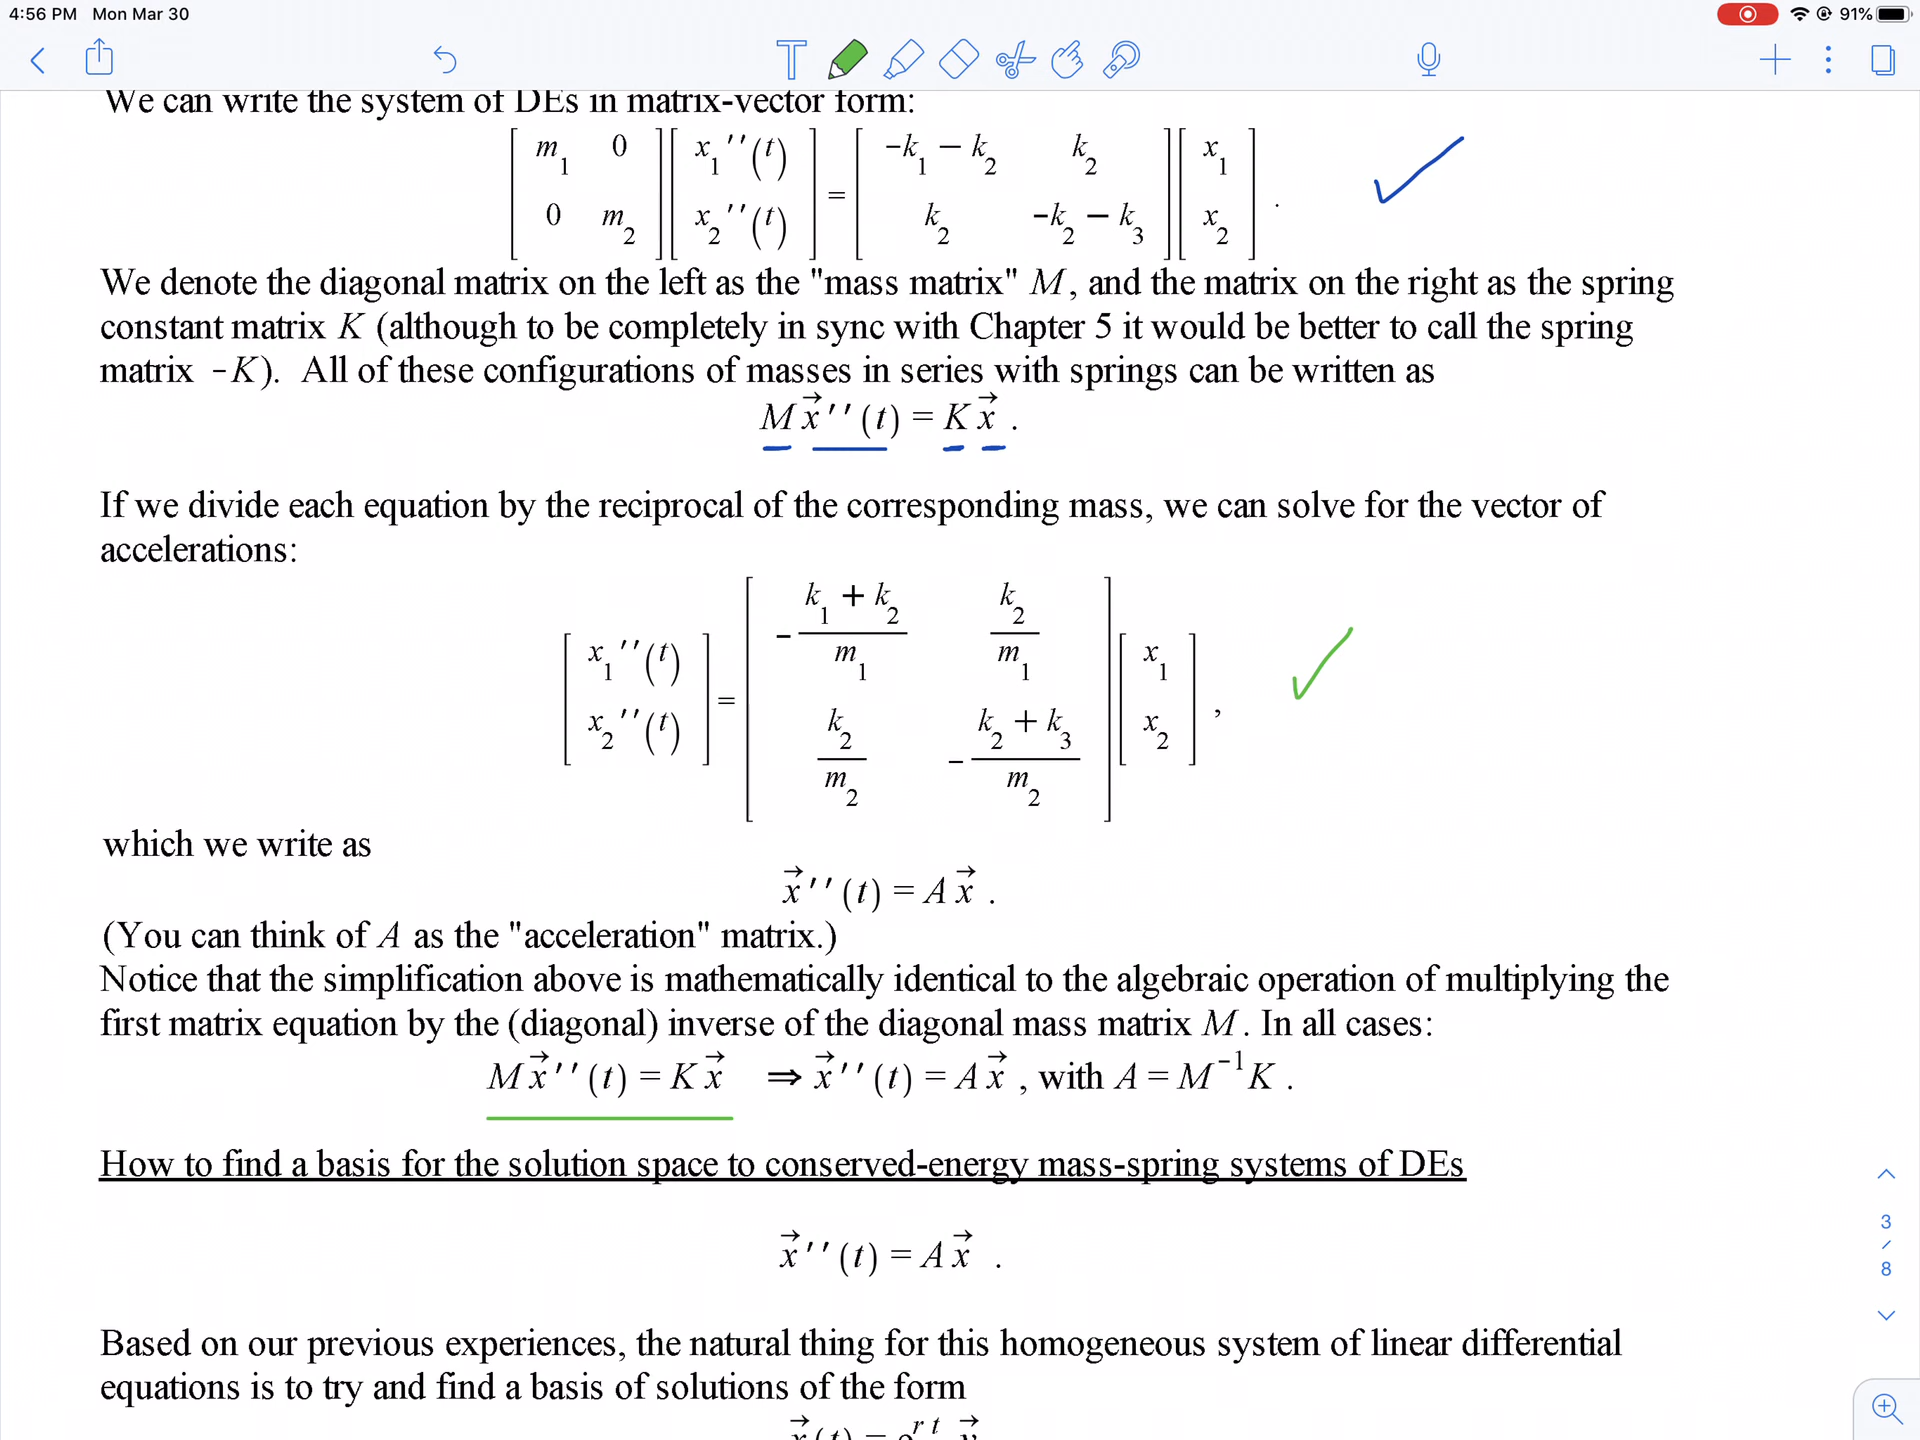 4:56 PM Mon Mar 30 91%
We can write the system of DEs in matrix-vector form:
[ m₁ 0 ; 0 m₂ ] [ x₁''(t) ; x₂''(t) ] = [ -k₁ − k₂ k₂ ; k₂ -k₂ − k₃ ] [ x₁ ; x₂ ] .
We denote the diagonal matrix on the left as the "mass matrix" M, and the matrix on the right as the spring
constant matrix K (although to be completely in sync with Chapter 5 it would be better to call the spring
matrix -K). All of these configurations of masses in series with springs can be written as
M x⃗''(t) = K x⃗ .
If we divide each equation by the reciprocal of the corresponding mass, we can solve for the vector of
accelerations:
[ x₁''(t) ; x₂''(t) ] = [ -(k₁ + k₂)/m₁ k₂/m₁ ; k₂/m₂ -(k₂ + k₃)/m₂ ] [ x₁ ; x₂ ] ,
which we write as
x⃗''(t) = A x⃗ .
(You can think of A as the "acceleration" matrix.)
Notice that the simplification above is mathematically identical to the algebraic operation of multiplying the
first matrix equation by the (diagonal) inverse of the diagonal mass matrix M. In all cases:
M x⃗''(t) = K x⃗ ⇒ x⃗''(t) = A x⃗ , with A = M⁻¹K .
How to find a basis for the solution space to conserved-energy mass-spring systems of DEs
3
/
8
x⃗''(t) = A x⃗ .
Based on our previous experiences, the natural thing for this homogeneous system of linear differential
equations is to try and find a basis of solutions of the form
x⃗(t) = e^(r t) v⃗